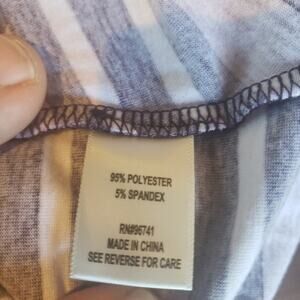 95% POLYESTER
5% SPANDEX
RN#96741
MADE IN CHINA
SEE REVERSE FOR CARE